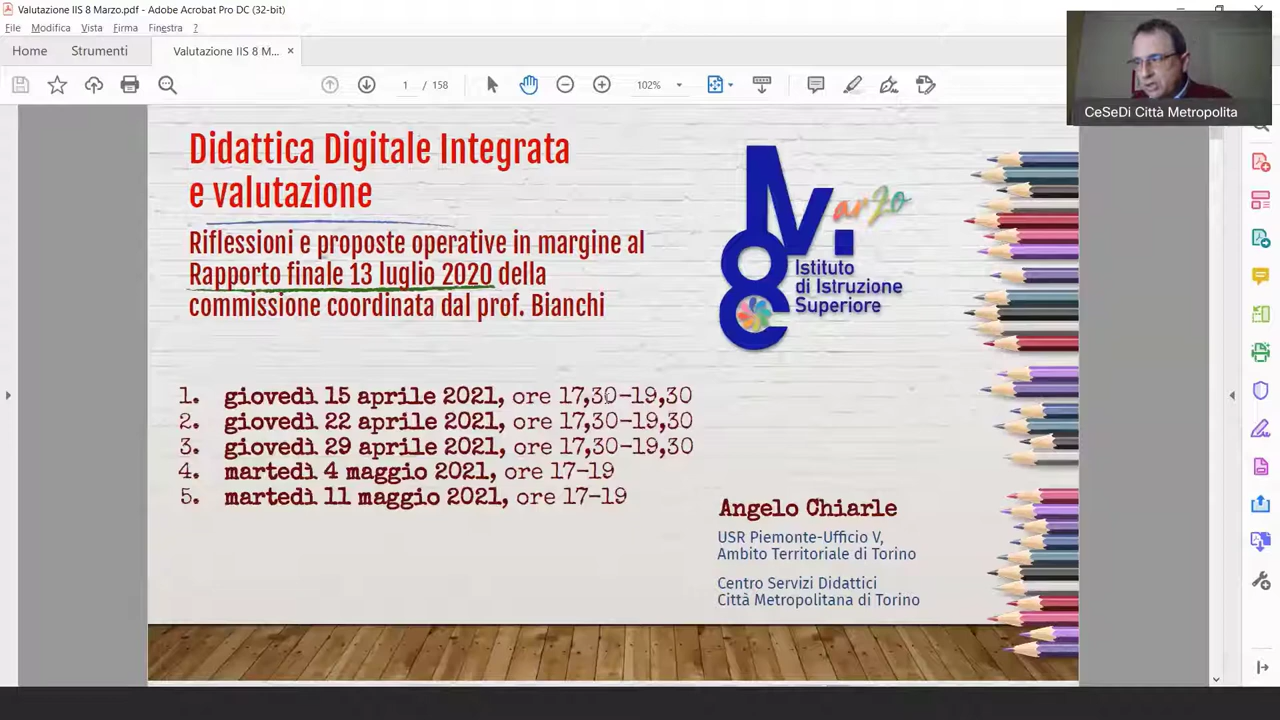 Valutazione IIS 8 Marzo.pdf - Adobe Acrobat Pro DC (32-bit)
File Modifica Vista Firma Finestra ?
Home Strumenti Valutazione IIS 8 M... ×
1 / 158 102%
CeSeDi Città Metropolita
Didattica Digitale Integrata
e valutazione
Riflessioni e proposte operative in margine al
Rapporto finale 13 luglio 2020 della
commissione coordinata dal prof. Bianchi
8 Marzo
Istituto
di Istruzione
Superiore
1. giovedì 15 aprile 2021, ore 17,30-19,30
2. giovedì 22 aprile 2021, ore 17,30-19,30
3. giovedì 29 aprile 2021, ore 17,30-19,30
4. martedì 4 maggio 2021, ore 17-19
5. martedì 11 maggio 2021, ore 17-19
Angelo Chiarle
USR Piemonte-Ufficio V,
Ambito Territoriale di Torino
Centro Servizi Didattici
Città Metropolitana di Torino